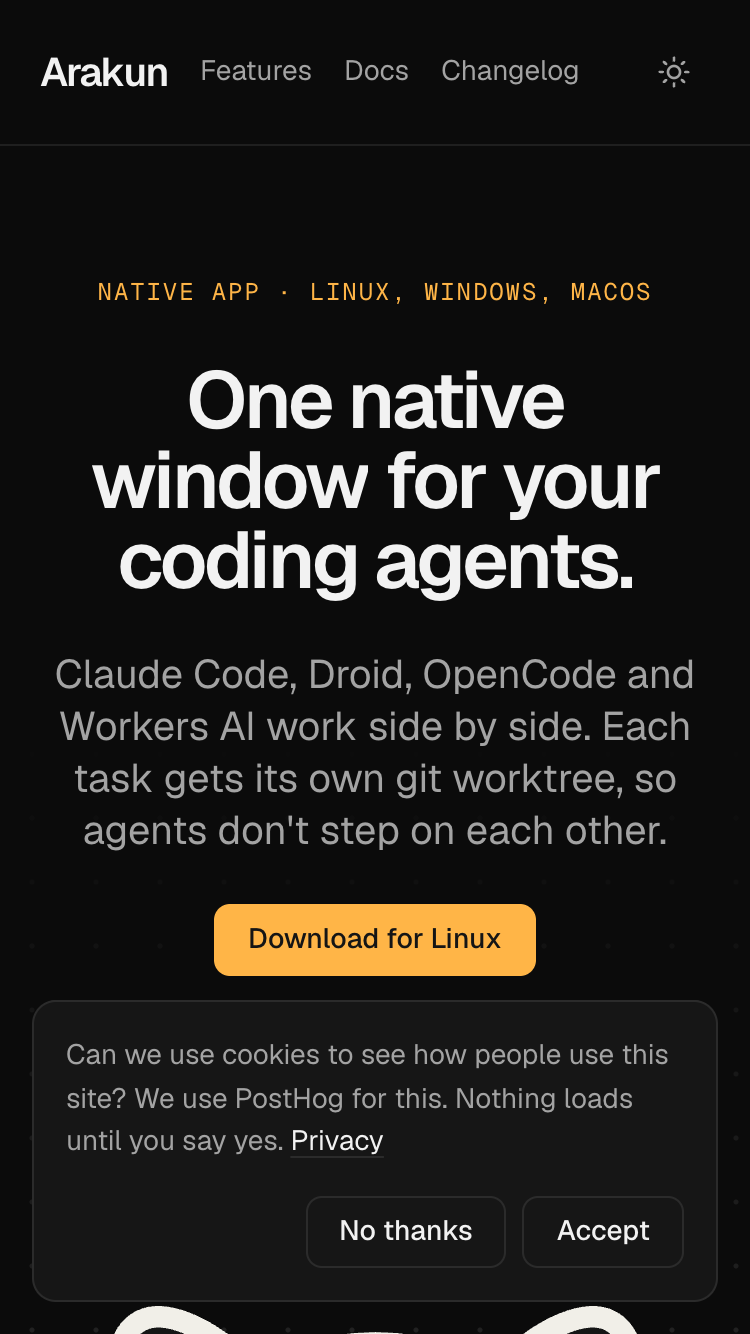 Arakun Features Docs Changelog
NATIVE APP · LINUX, WINDOWS, MACOS
One native
window for your
coding agents.
Claude Code, Droid, OpenCode and
Workers AI work side by side. Each
task gets its own git worktree, so
agents don't step on each other.
Download for Linux
Can we use cookies to see how people use this
site? We use PostHog for this. Nothing loads
until you say yes. Privacy
No thanks Accept